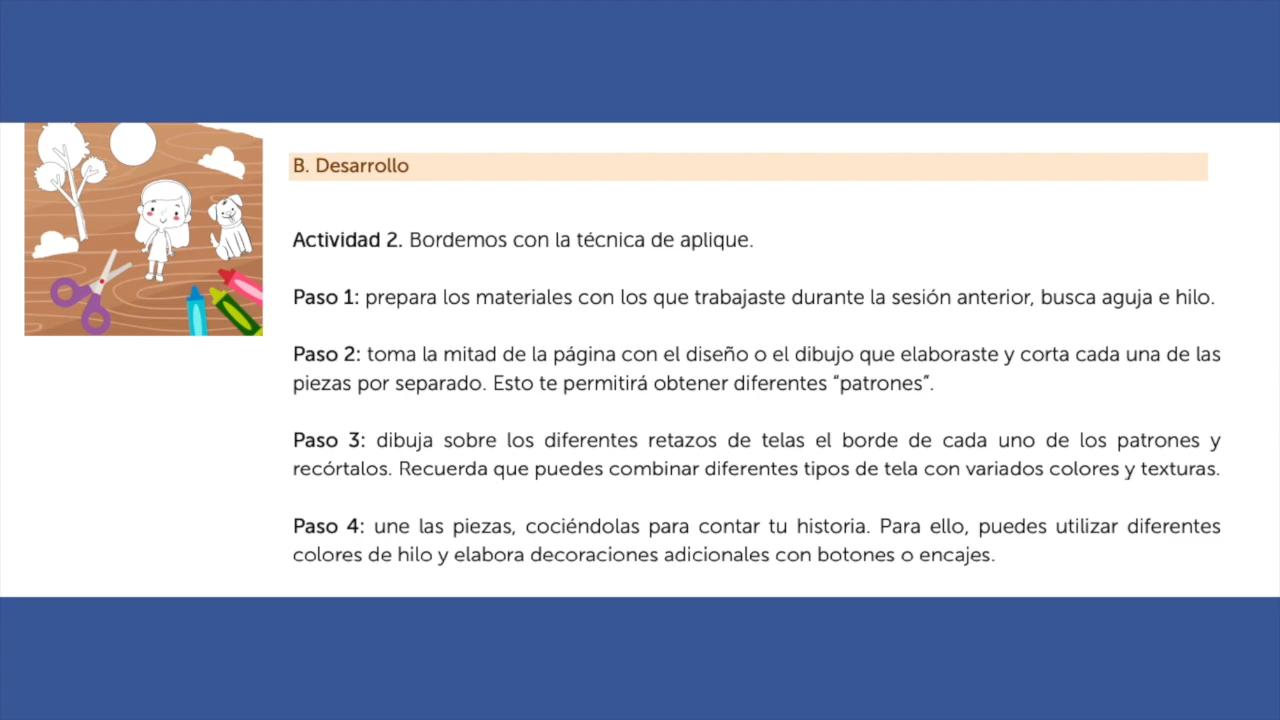 B. Desarrollo
Actividad 2. Bordemos con la técnica de aplique.
Paso 1: prepara los materiales con los que trabajaste durante la sesión anterior, busca aguja e hilo.
Paso 2: toma la mitad de la página con el diseño o el dibujo que elaboraste y corta cada una de las
piezas por separado. Esto te permitirá obtener diferentes “patrones”.
Paso 3: dibuja sobre los diferentes retazos de telas el borde de cada uno de los patrones y
recórtalos. Recuerda que puedes combinar diferentes tipos de tela con variados colores y texturas.
Paso 4: une las piezas, cociéndolas para contar tu historia. Para ello, puedes utilizar diferentes
colores de hilo y elabora decoraciones adicionales con botones o encajes.